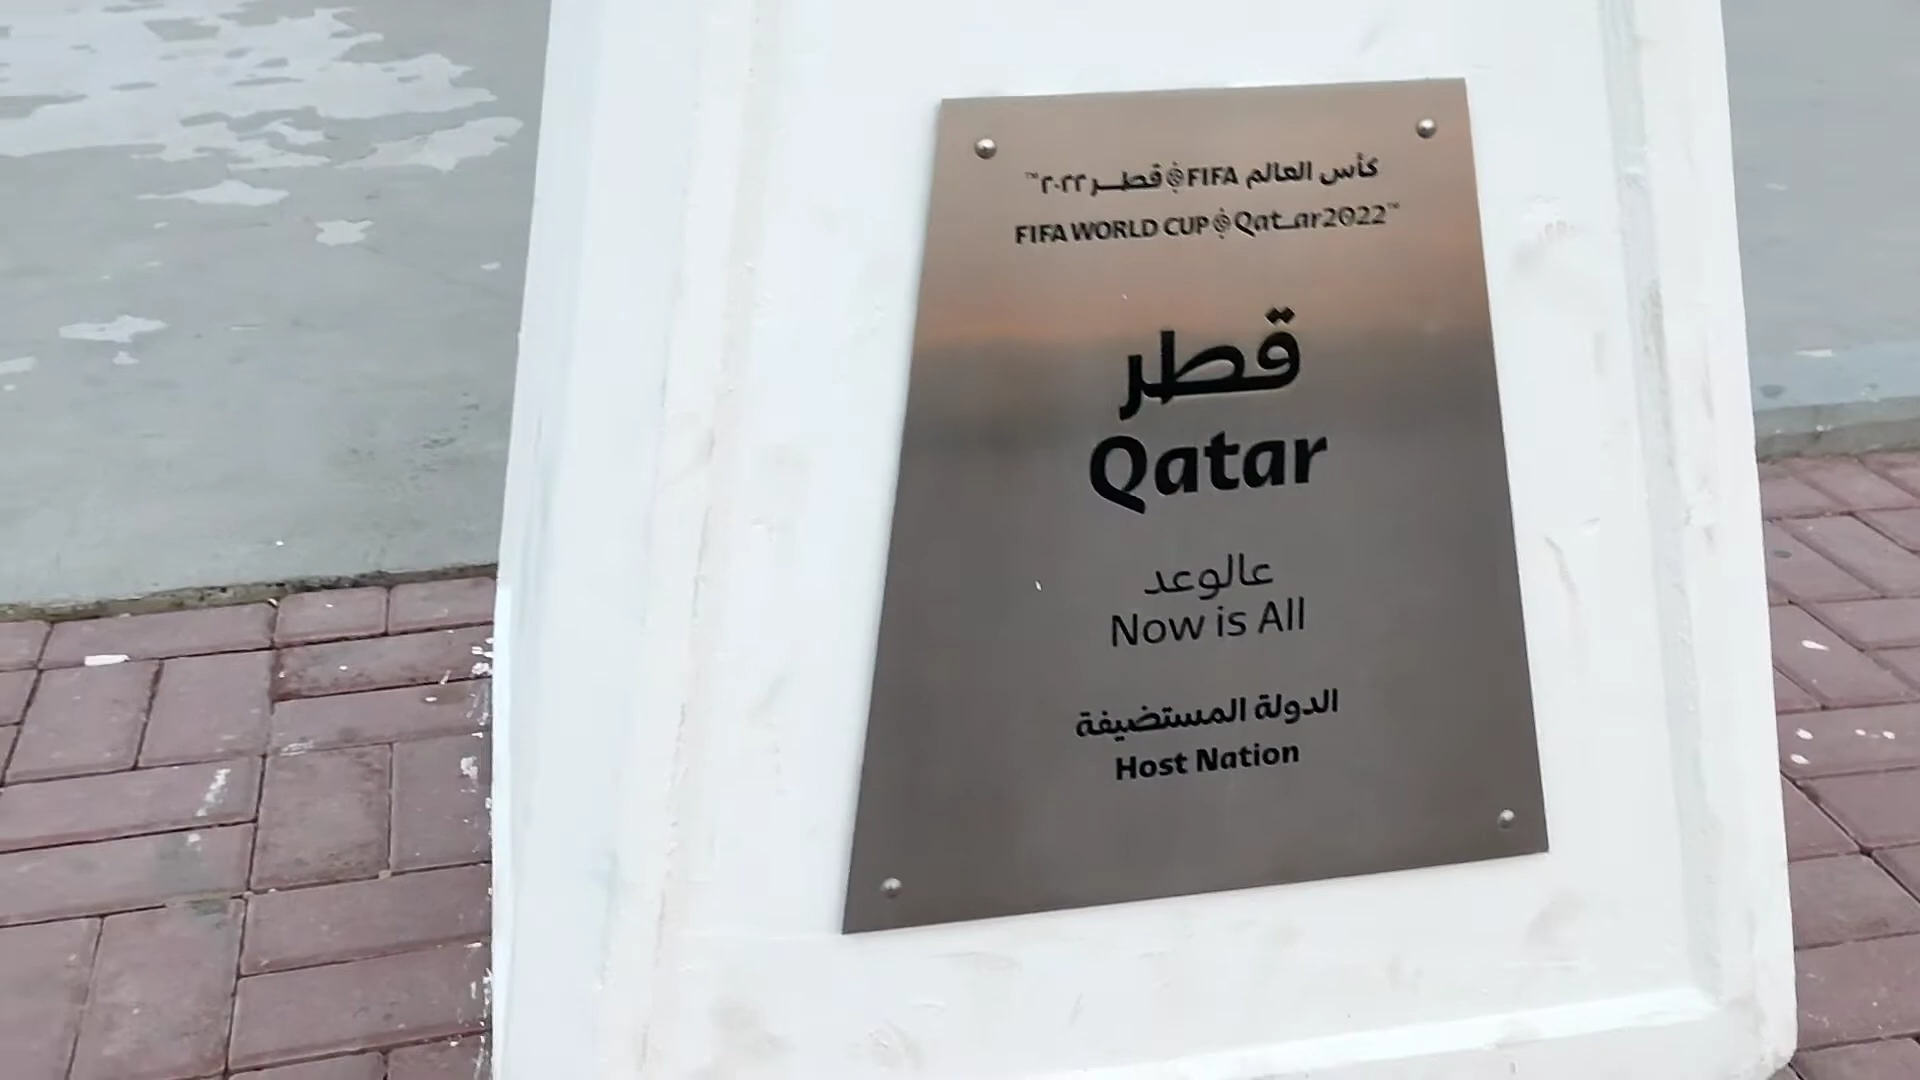 كأس العالم FIFA قطر ٢٠٢٢™
FIFA WORLD CUP Qatar2022™
قطر
Qatar
عالوعد
Now is All
الدولة المستضيفة
Host Nation